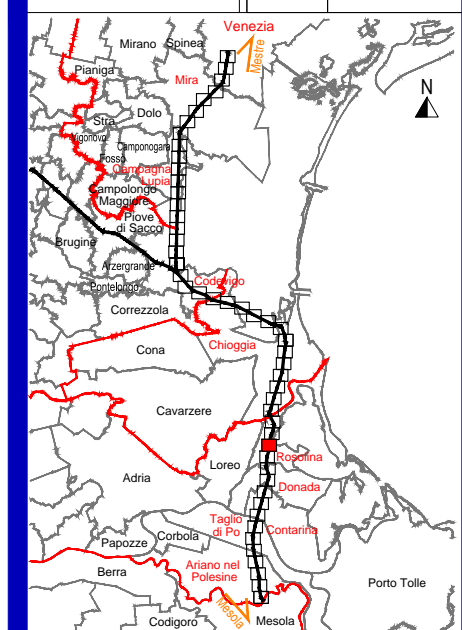 Venezia
Mirano
Spinea
Mestre
Pianiga
Mira
N
Dolo
Stra
Vigonovo
Camponogara
Fosso
Campagna
Lupia
Campolongo
Maggiore
Piove
di Sacco
Brugine
Arzergrande
Codevigo
Pontelongo
Correzzola
Chioggia
Cona
Cavarzere
Rosolina
Loreo
Adria
Donada
Taglio
di Po
Contarina
Corbola
Papozze
Ariano nel
Polesine
Berra
Porto Tolle
Mesola
Mesola
Codigoro